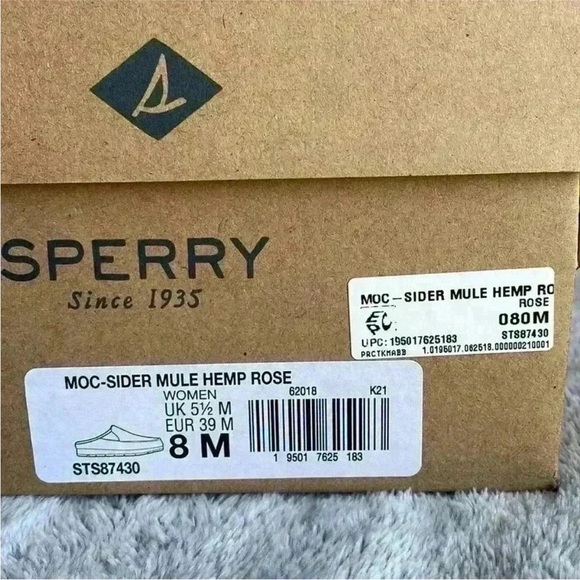 SPERRY
Since 1935
MOC-SIDER MULE HEMP RO
ROSE
080M
UPC: 195017625183
STS87430
PRCTKMABB 1.0195017.062518.000000210001
MOC-SIDER MULE HEMP ROSE
WOMEN 62018 K21
UK 5½ M
EUR 39 M
8 M
STS87430
1 9501 7625 183